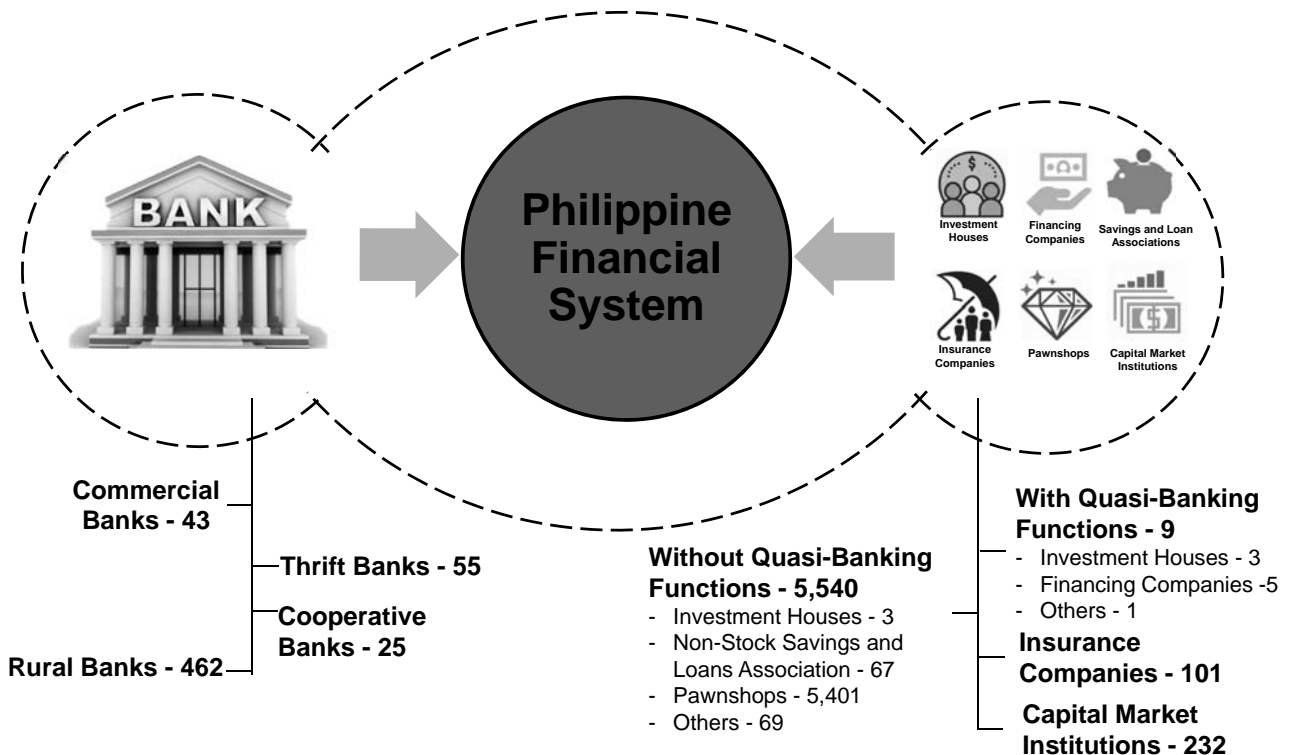 BANK
Philippine
Financial
System
Investment
Houses
Financing
Companies
Savings and Loan
Associations
Insurance
Companies
Pawnshops
Capital Market
Institutions
Commercial
Banks - 43
Thrift Banks - 55
Cooperative
Banks - 25
Rural Banks - 462
Without Quasi-Banking
Functions - 5,540
- Investment Houses - 3
- Non-Stock Savings and
Loans Association - 67
- Pawnshops - 5,401
- Others - 69
With Quasi-Banking
Functions - 9
- Investment Houses - 3
- Financing Companies -5
- Others - 1
Insurance
Companies - 101
Capital Market
Institutions - 232